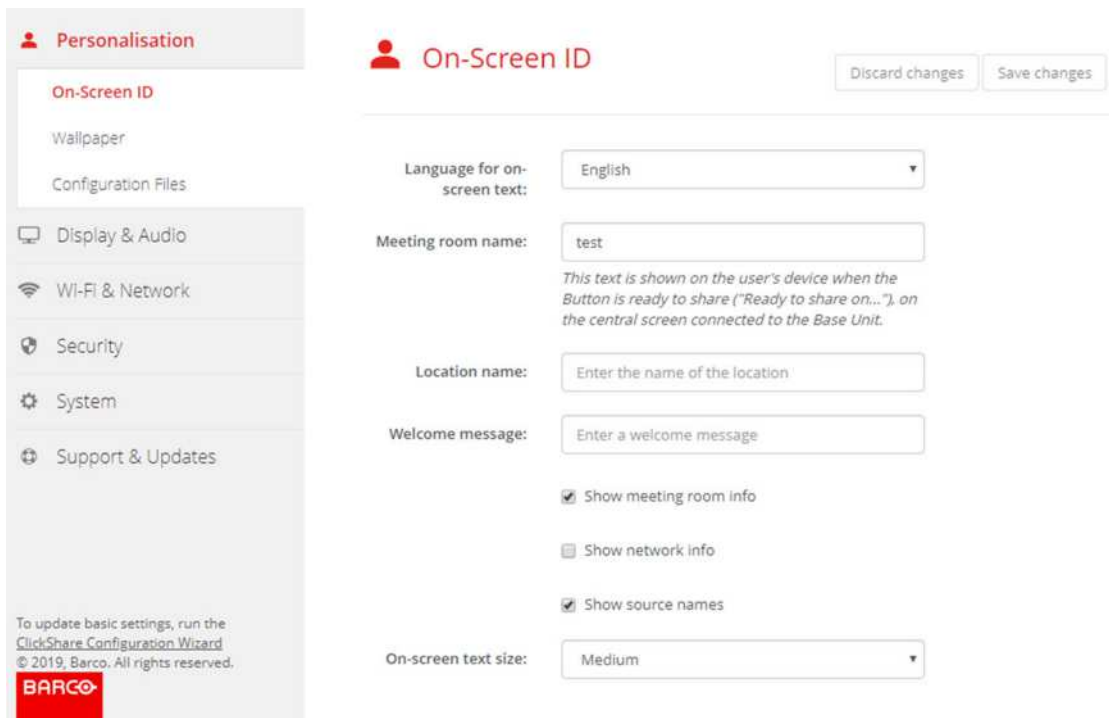 Personalisation
On-Screen ID
Wallpaper
Configuration Files
Display & Audio
Wi-Fi & Network
Security
System
Support & Updates
To update basic settings, run the
ClickShare Configuration Wizard
© 2019, Barco. All rights reserved.
BARCO
On-Screen ID
Discard changes
Save changes
Language for on-
screen text:
English
Meeting room name:
test
This text is shown on the user's device when the
Button is ready to share ("Ready to share on..."), on
the central screen connected to the Base Unit.
Location name:
Enter the name of the location
Welcome message:
Enter a welcome message
Show meeting room info
Show network info
Show source names
On-screen text size:
Medium